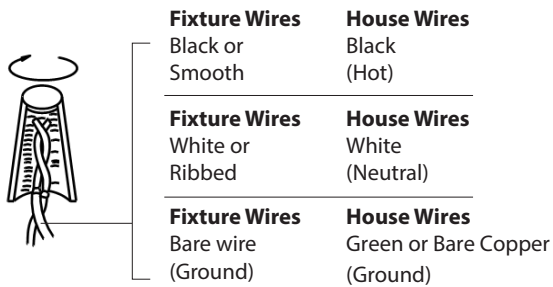 Fixture Wires House Wires
Black or Black
Smooth (Hot)
Fixture Wires House Wires
White or White
Ribbed (Neutral)
Fixture Wires House Wires
Bare wire Green or Bare Copper
(Ground) (Ground)